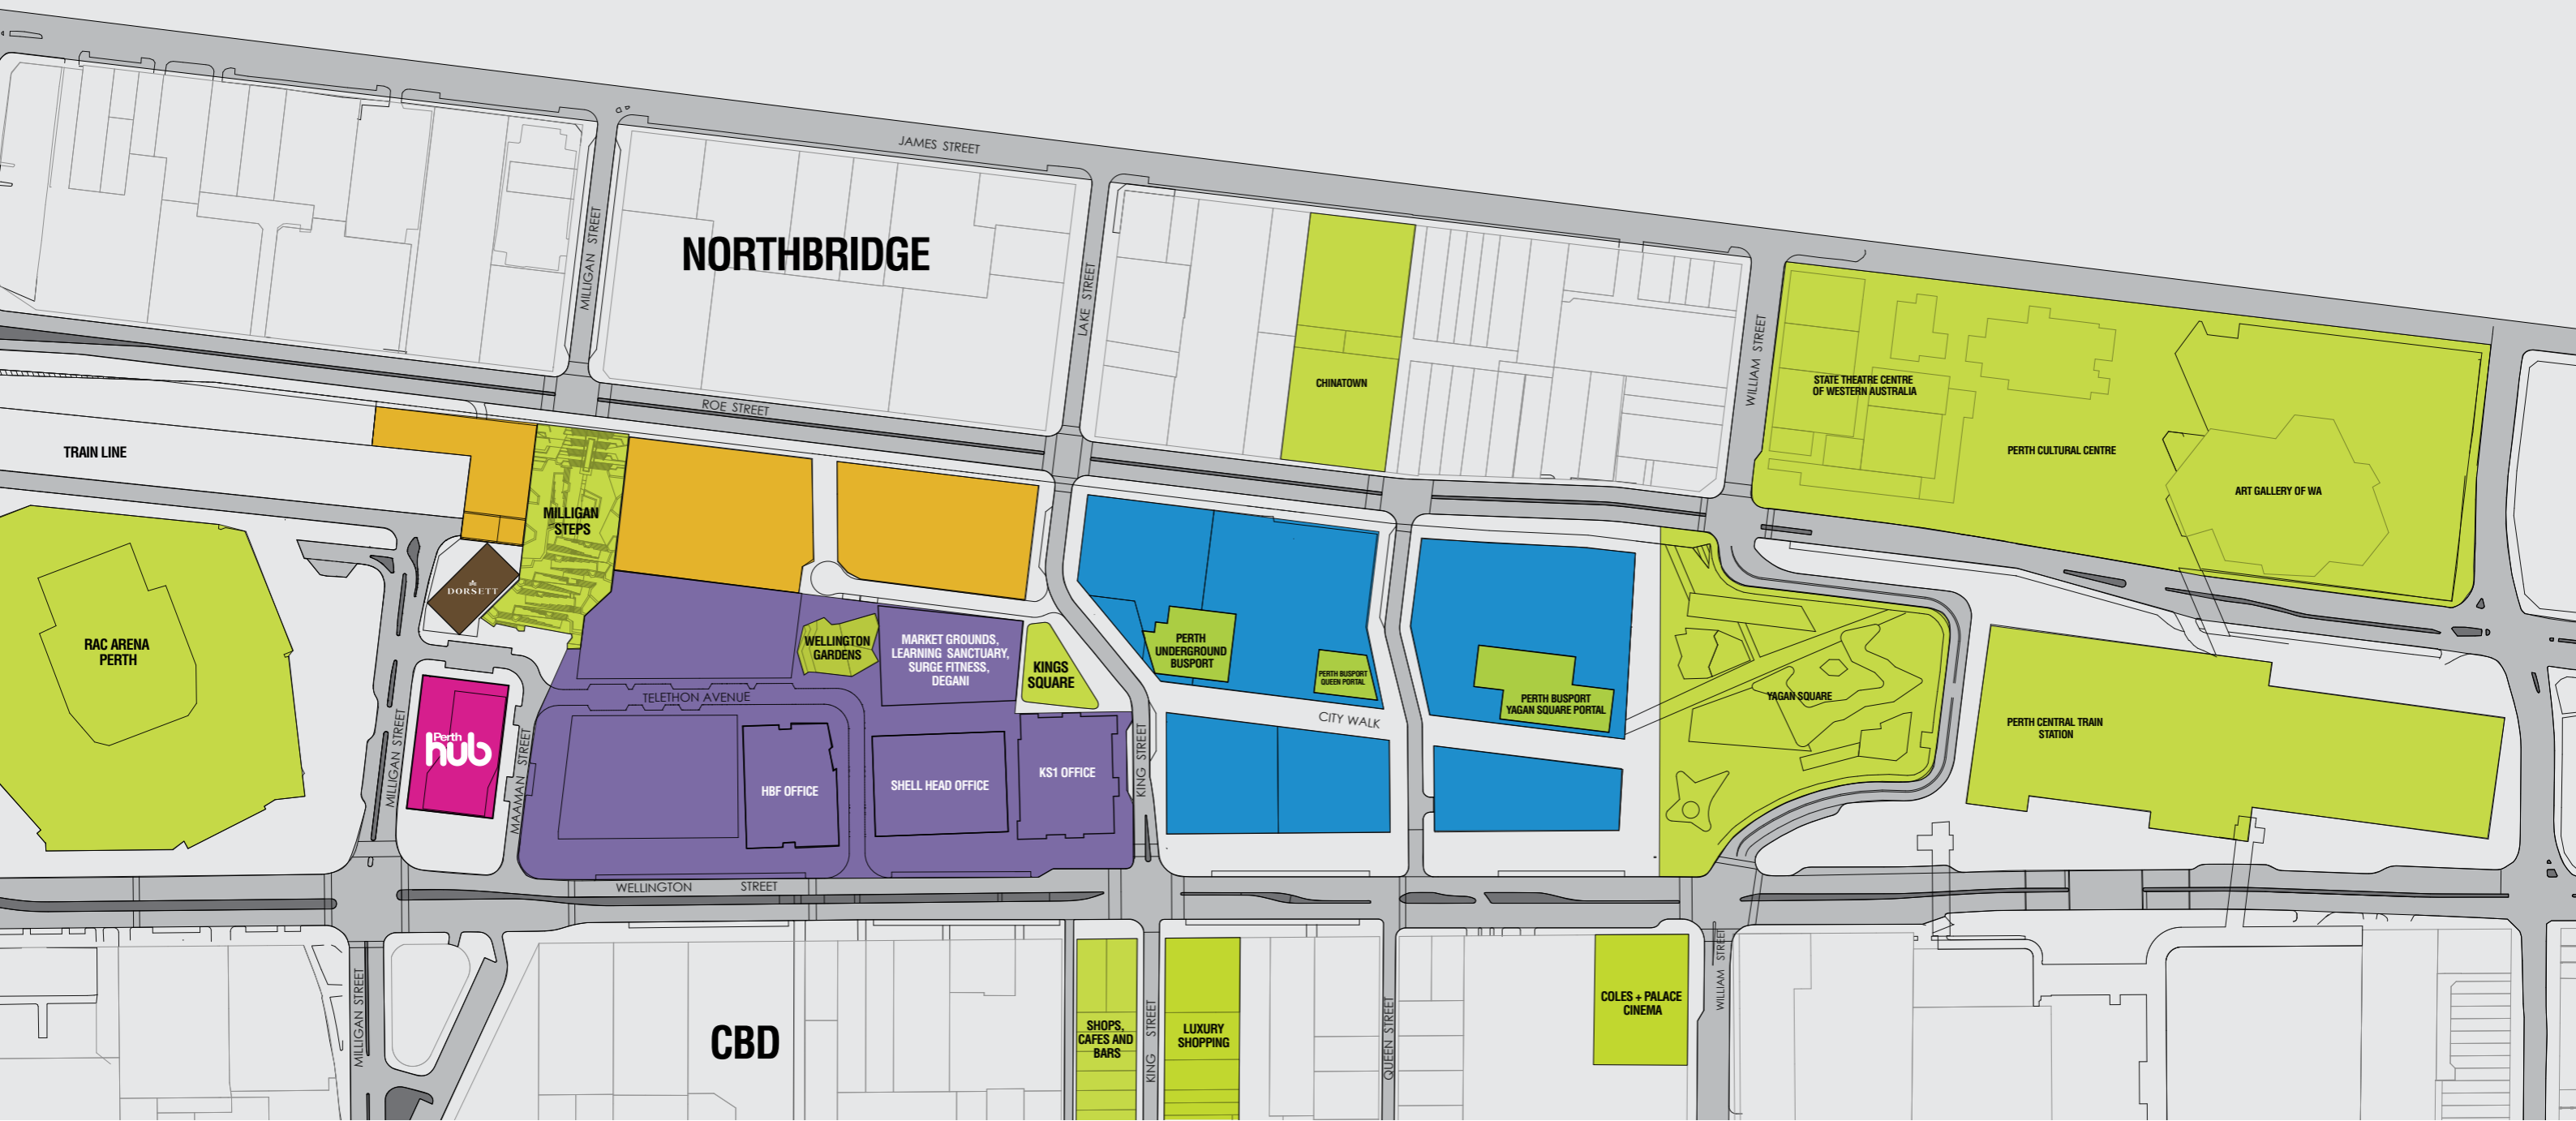 JAMES STREET
MILLIGAN STREET
NORTHBRIDGE
LAKE STREET
WILLIAM STREET
CHINATOWN
STATE THEATRE CENTRE
OF WESTERN AUSTRALIA
ROE STREET
TRAIN LINE
PERTH CULTURAL CENTRE
ART GALLERY OF WA
MILLIGAN
STEPS
DORSETT
RAC ARENA
PERTH
WELLINGTON
GARDENS
MARKET GROUNDS,
LEARNING SANCTUARY,
SURGE FITNESS,
DEGANI
KINGS
SQUARE
PERTH
UNDERGROUND
BUSPORT
PERTH BUSPORT
QUEEN PORTAL
PERTH BUSPORT
YAGAN SQUARE PORTAL
YAGAN SQUARE
TELETHON AVENUE
CITY WALK
PERTH CENTRAL TRAIN
STATION
MILLIGAN STREET
Perth
hub
MAAMAN STREET
HBF OFFICE
SHELL HEAD OFFICE
KS1 OFFICE
KING STREET
WELLINGTON STREET
WILLIAM STREET
MILLIGAN STREET
CBD
SHOPS,
CAFES AND
BARS
KING STREET
LUXURY
SHOPPING
QUEEN STREET
COLES + PALACE
CINEMA